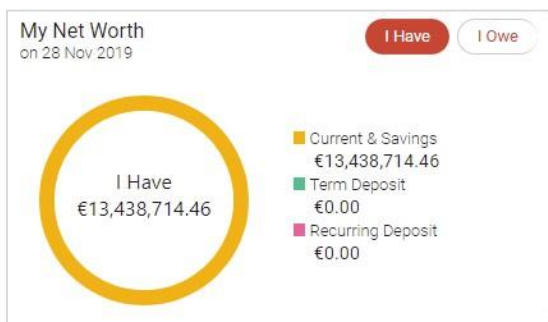 My Net Worth
on 28 Nov 2019
I Have
I Owe
I Have
€13,438,714.46
Current & Savings
€13,438,714.46
Term Deposit
€0.00
Recurring Deposit
€0.00